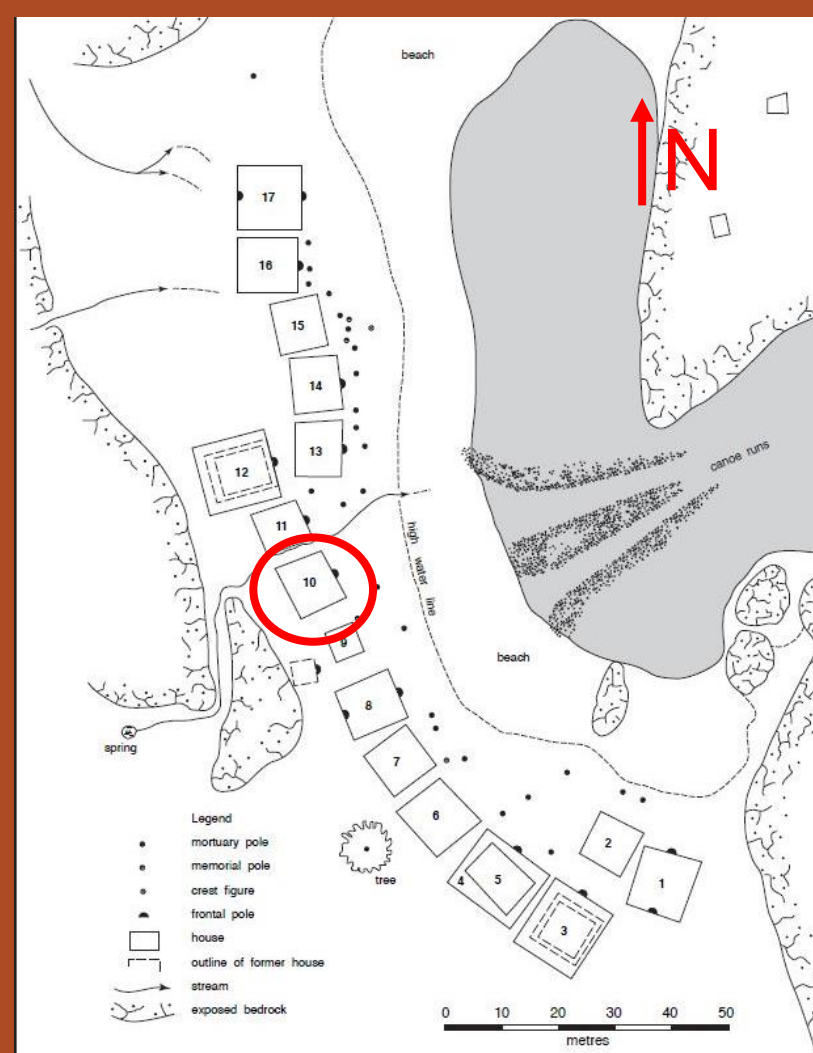 beach
N
17
16
15
14
13
12
11
10
9
8
7
6
5
4
3
2
1
canoe runs
high water line
beach
spring
tree
Legend
mortuary pole
memorial pole
crest figure
frontal pole
house
outline of former house
stream
exposed bedrock
0 10 20 30 40 50
metres